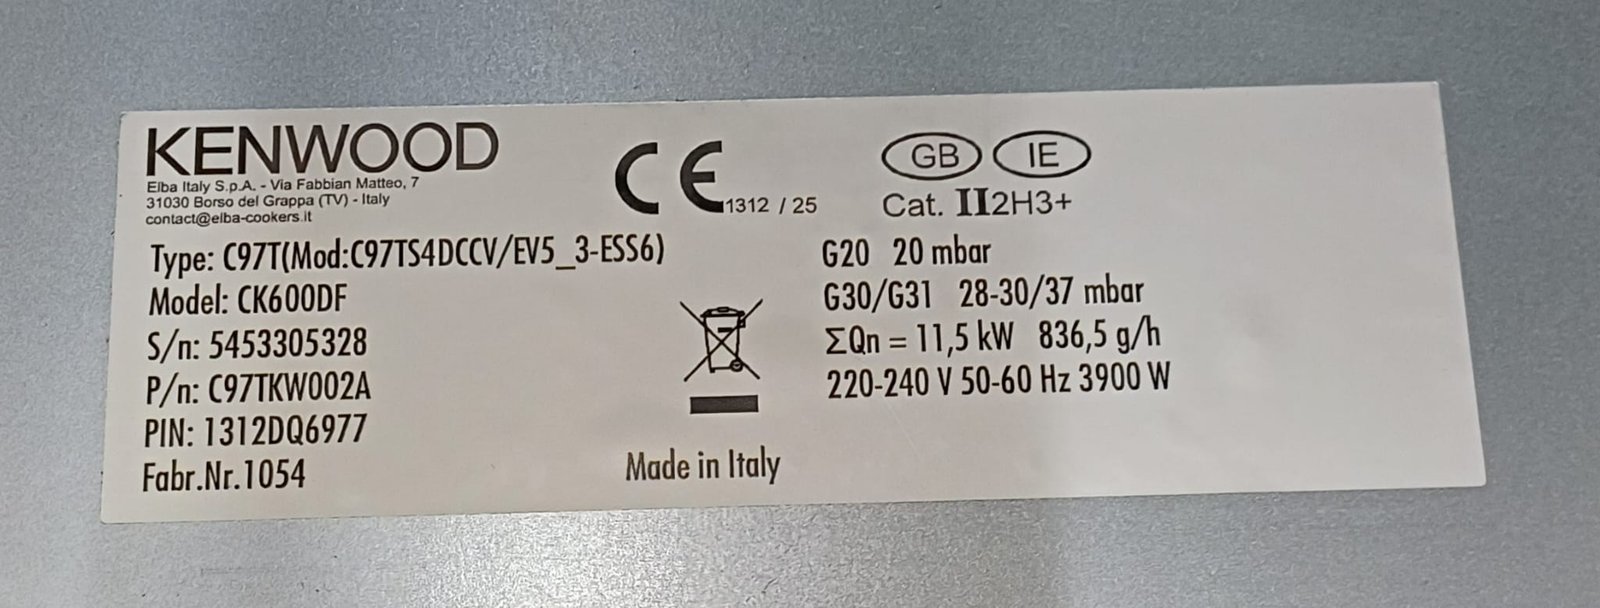 KENWOOD
Elba Italy S.p.A. - Via Fabbian Matteo, 7
31030 Borso del Grappa (TV) - Italy
contact@elba-cookers.it
Type: C97T(Mod:C97TS4DCCV/EV5_3-ESS6)
Model: CK600DF
S/n: 5453305328
P/n: C97TKW002A
PIN: 1312DQ6977
Fabr.Nr.1054
CE 1312 / 25
Made in Italy
GB IE
Cat. II2H3+
G20 20 mbar
G30/G31 28-30/37 mbar
ΣQn = 11,5 kW 836,5 g/h
220-240 V 50-60 Hz 3900 W